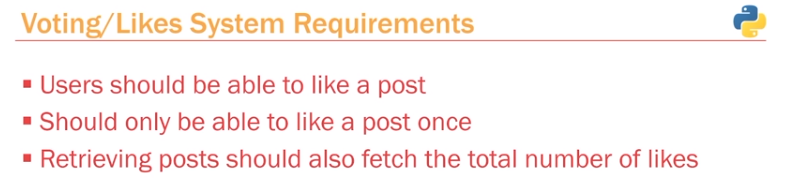 Voting/Likes System Requirements
▪ Users should be able to like a post
▪ Should only be able to like a post once
▪ Retrieving posts should also fetch the total number of likes